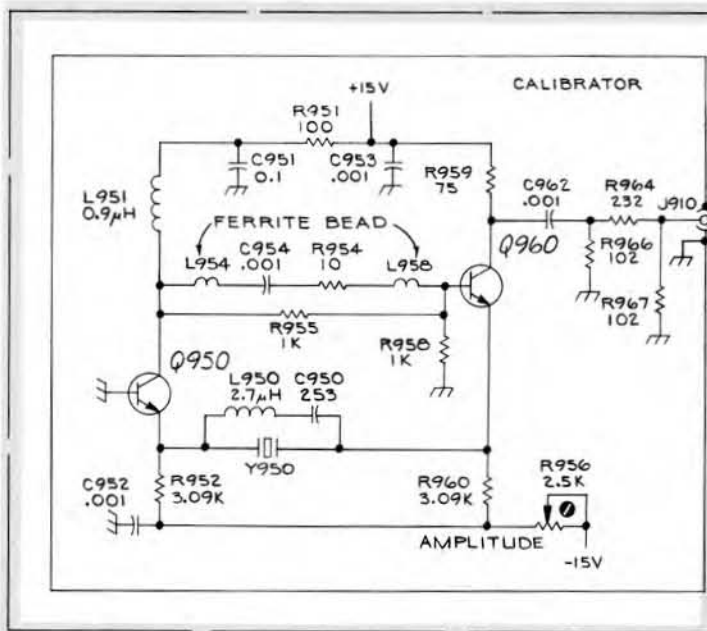 CALIBRATOR
+15V
R951
100
C951
0.1
C953
.001
R959
75
L951
0.9μH
FERRITE BEAD
L954
C954
.001
R954
10
L958
C962
.001
R964
232
J910
Q960
R966
102
R967
102
R955
1K
R958
1K
Q950
L950
2.7μH
C950
253
Y950
C952
.001
R952
3.09K
R960
3.09K
R956
2.5K
AMPLITUDE
-15V